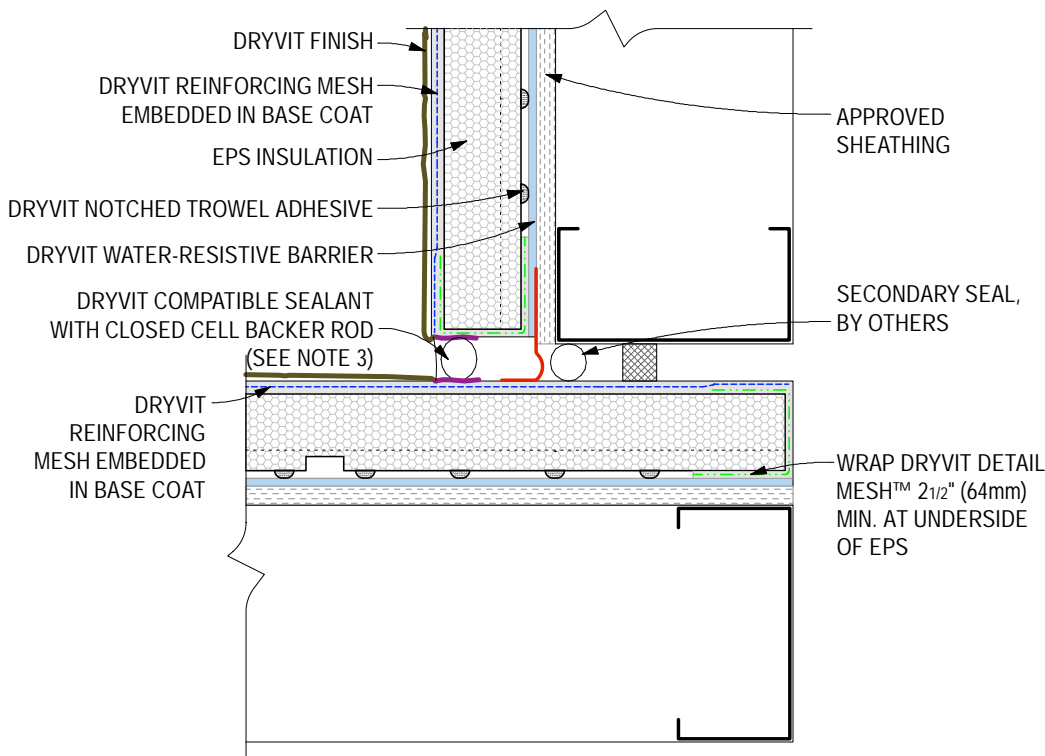 DRYVIT FINISH
DRYVIT REINFORCING MESH
EMBEDDED IN BASE COAT
EPS INSULATION
DRYVIT NOTCHED TROWEL ADHESIVE
DRYVIT WATER-RESISTIVE BARRIER
DRYVIT COMPATIBLE SEALANT
WITH CLOSED CELL BACKER ROD
(SEE NOTE 3)
DRYVIT
REINFORCING
MESH EMBEDDED
IN BASE COAT
APPROVED
SHEATHING
SECONDARY SEAL,
BY OTHERS
WRAP DRYVIT DETAIL
MESH™ 2 1/2" (64mm)
MIN. AT UNDERSIDE
OF EPS